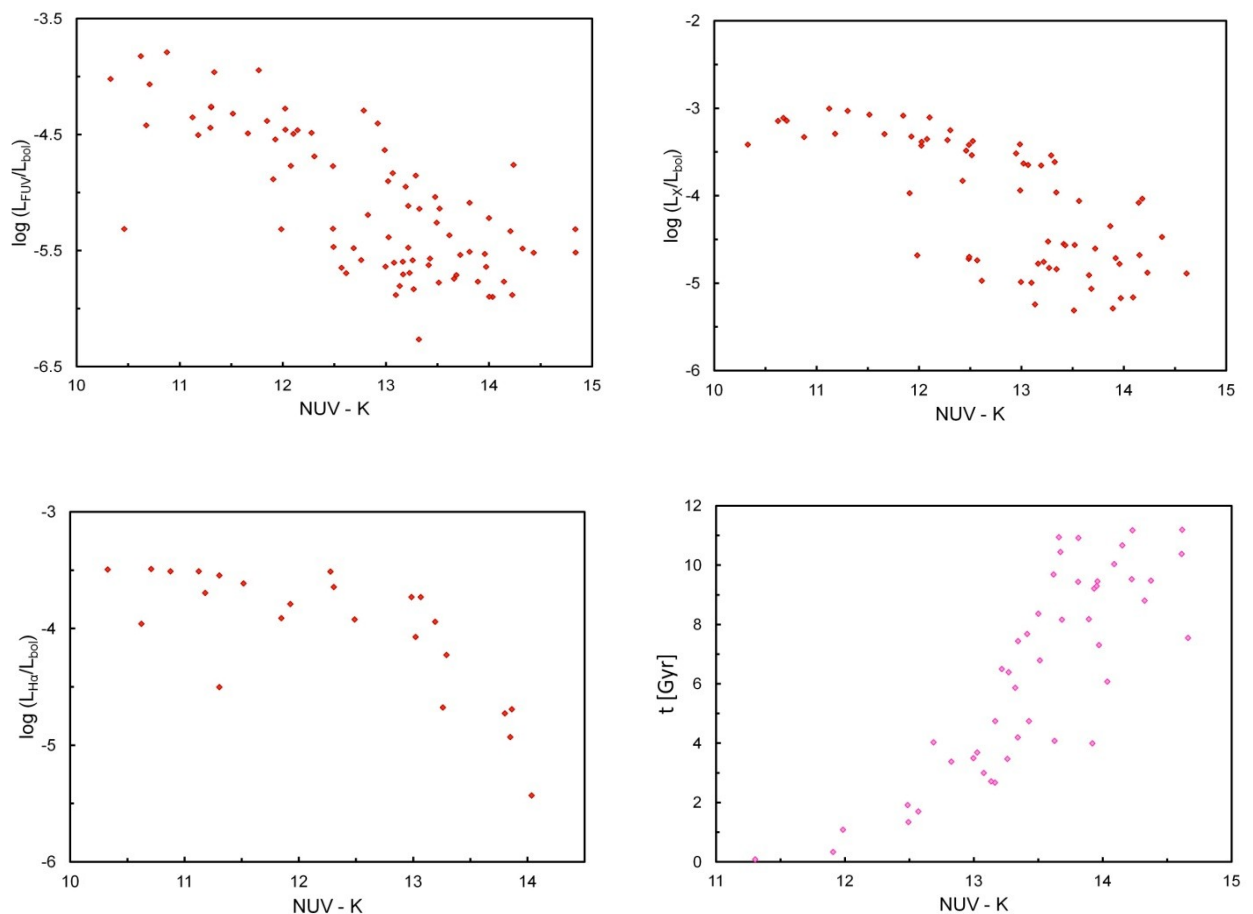 -3.5
-4.5
-5.5
-6.5
log (L_FUV/L_bol)
10 11 12 13 14 15
NUV - K
-2
-3
-4
-5
-6
log (L_X/L_bol)
10 11 12 13 14 15
NUV - K
-3
-4
-5
-6
log (L_Hα/L_bol)
10 11 12 13 14
NUV - K
12
10
8
6
4
2
0
t [Gyr]
11 12 13 14 15
NUV - K